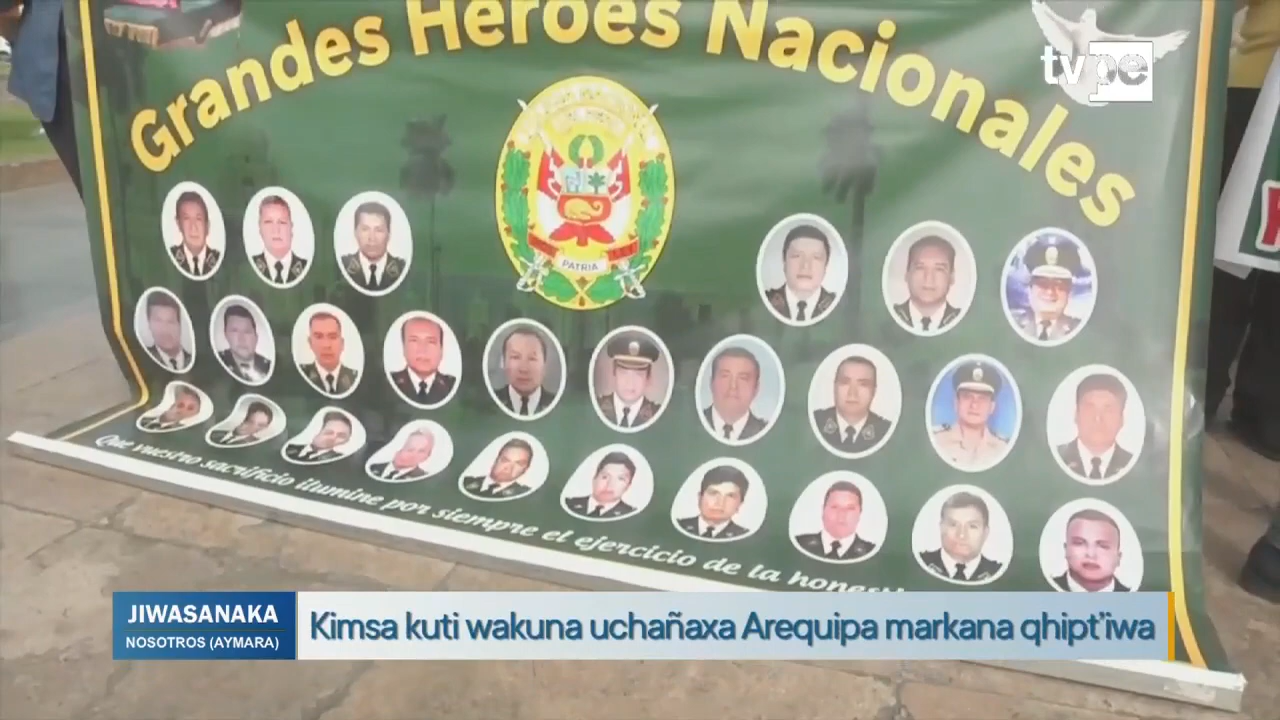 Grandes Héroes Nacionales
tvpe
PATRIA
Que vuestro sacrificio ilumine por siempre el ejercicio de la
JIWASANAKA
NOSOTROS (AYMARA)
Kimsa kuti wakuna uchañaxa Arequipa markana qhipt'iwa